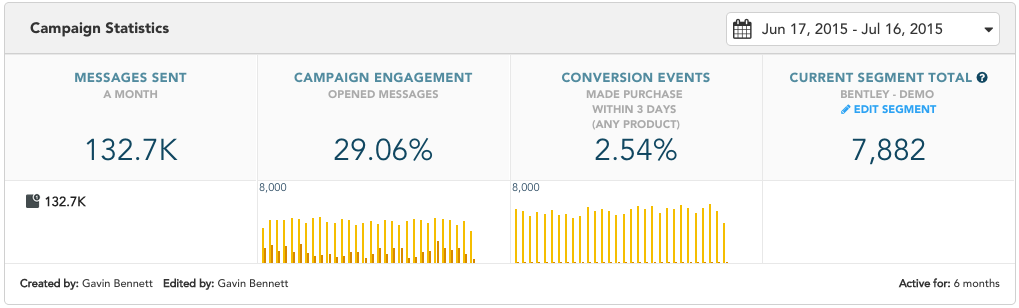 Campaign Statistics
Jun 17, 2015 - Jul 16, 2015
MESSAGES SENT
A MONTH
132.7K
CAMPAIGN ENGAGEMENT
OPENED MESSAGES
29.06%
CONVERSION EVENTS
MADE PURCHASE
WITHIN 3 DAYS
(ANY PRODUCT)
2.54%
CURRENT SEGMENT TOTAL ?
BENTLEY - DEMO
EDIT SEGMENT
7,882
132.7K
8,000
8,000
Created by: Gavin Bennett Edited by: Gavin Bennett
Active for: 6 months